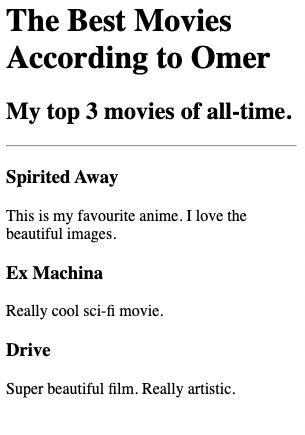 The Best Movies
According to Omer
My top 3 movies of all-time.
Spirited Away
This is my favourite anime. I love the
beautiful images.
Ex Machina
Really cool sci-fi movie.
Drive
Super beautiful film. Really artistic.